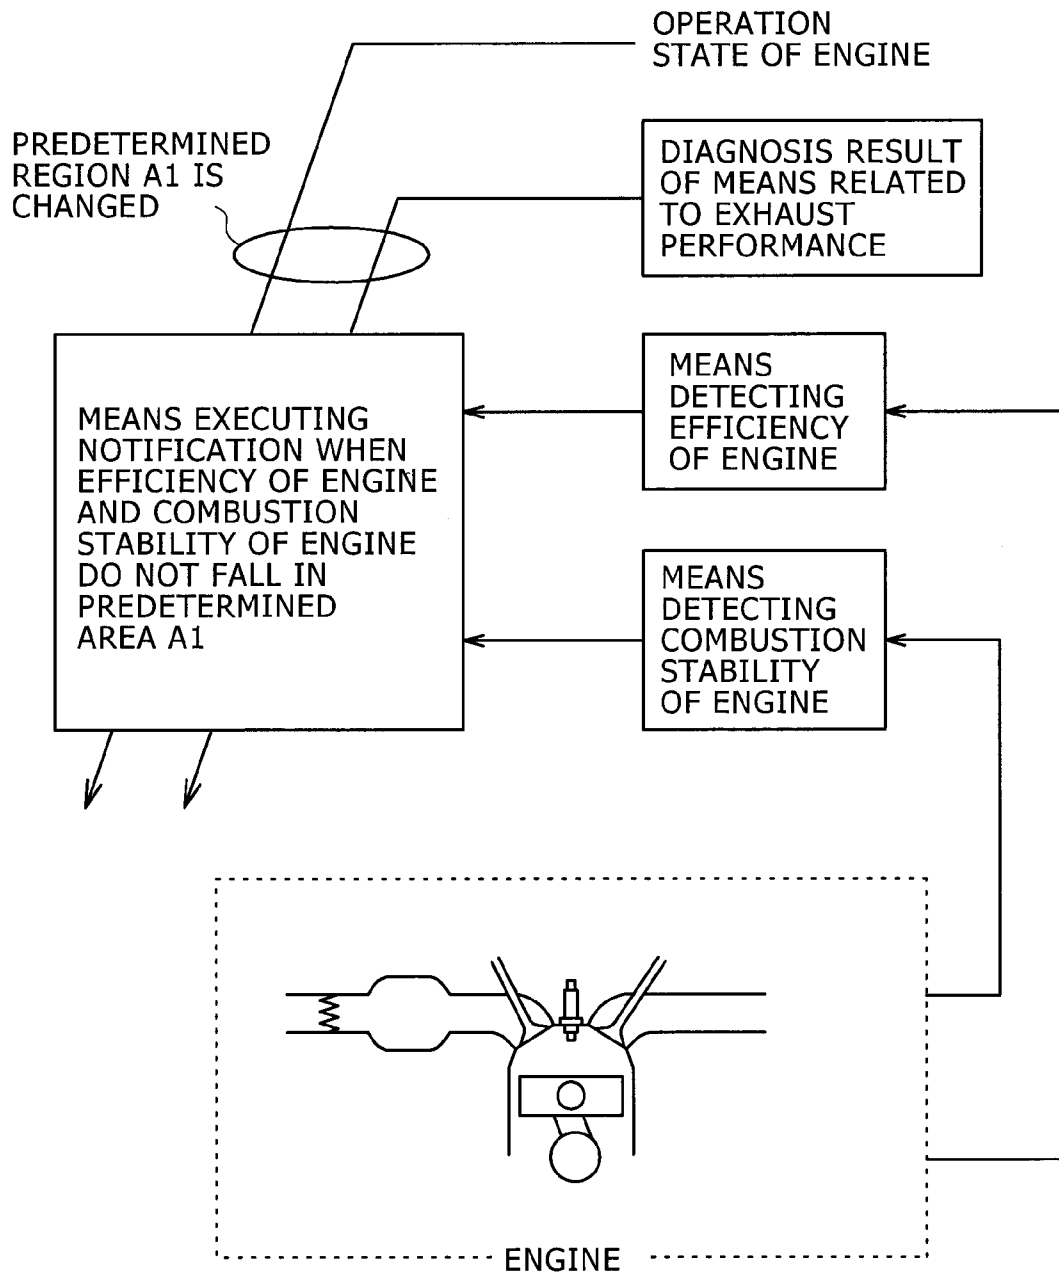 OPERATION
STATE OF ENGINE
PREDETERMINED
REGION A1 IS
CHANGED
DIAGNOSIS RESULT
OF MEANS RELATED
TO EXHAUST
PERFORMANCE
MEANS EXECUTING
NOTIFICATION WHEN
EFFICIENCY OF ENGINE
AND COMBUSTION
STABILITY OF ENGINE
DO NOT FALL IN
PREDETERMINED
AREA A1
MEANS
DETECTING
EFFICIENCY
OF ENGINE
MEANS
DETECTING
COMBUSTION
STABILITY
OF ENGINE
ENGINE